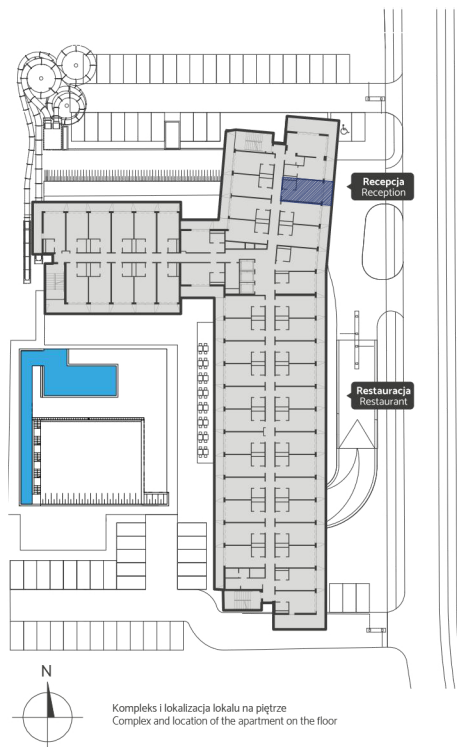 Recepcja
Reception
Restauracja
Restaurant
N
Kompleks i lokalizacja lokalu na piętrze
Complex and location of the apartment on the floor